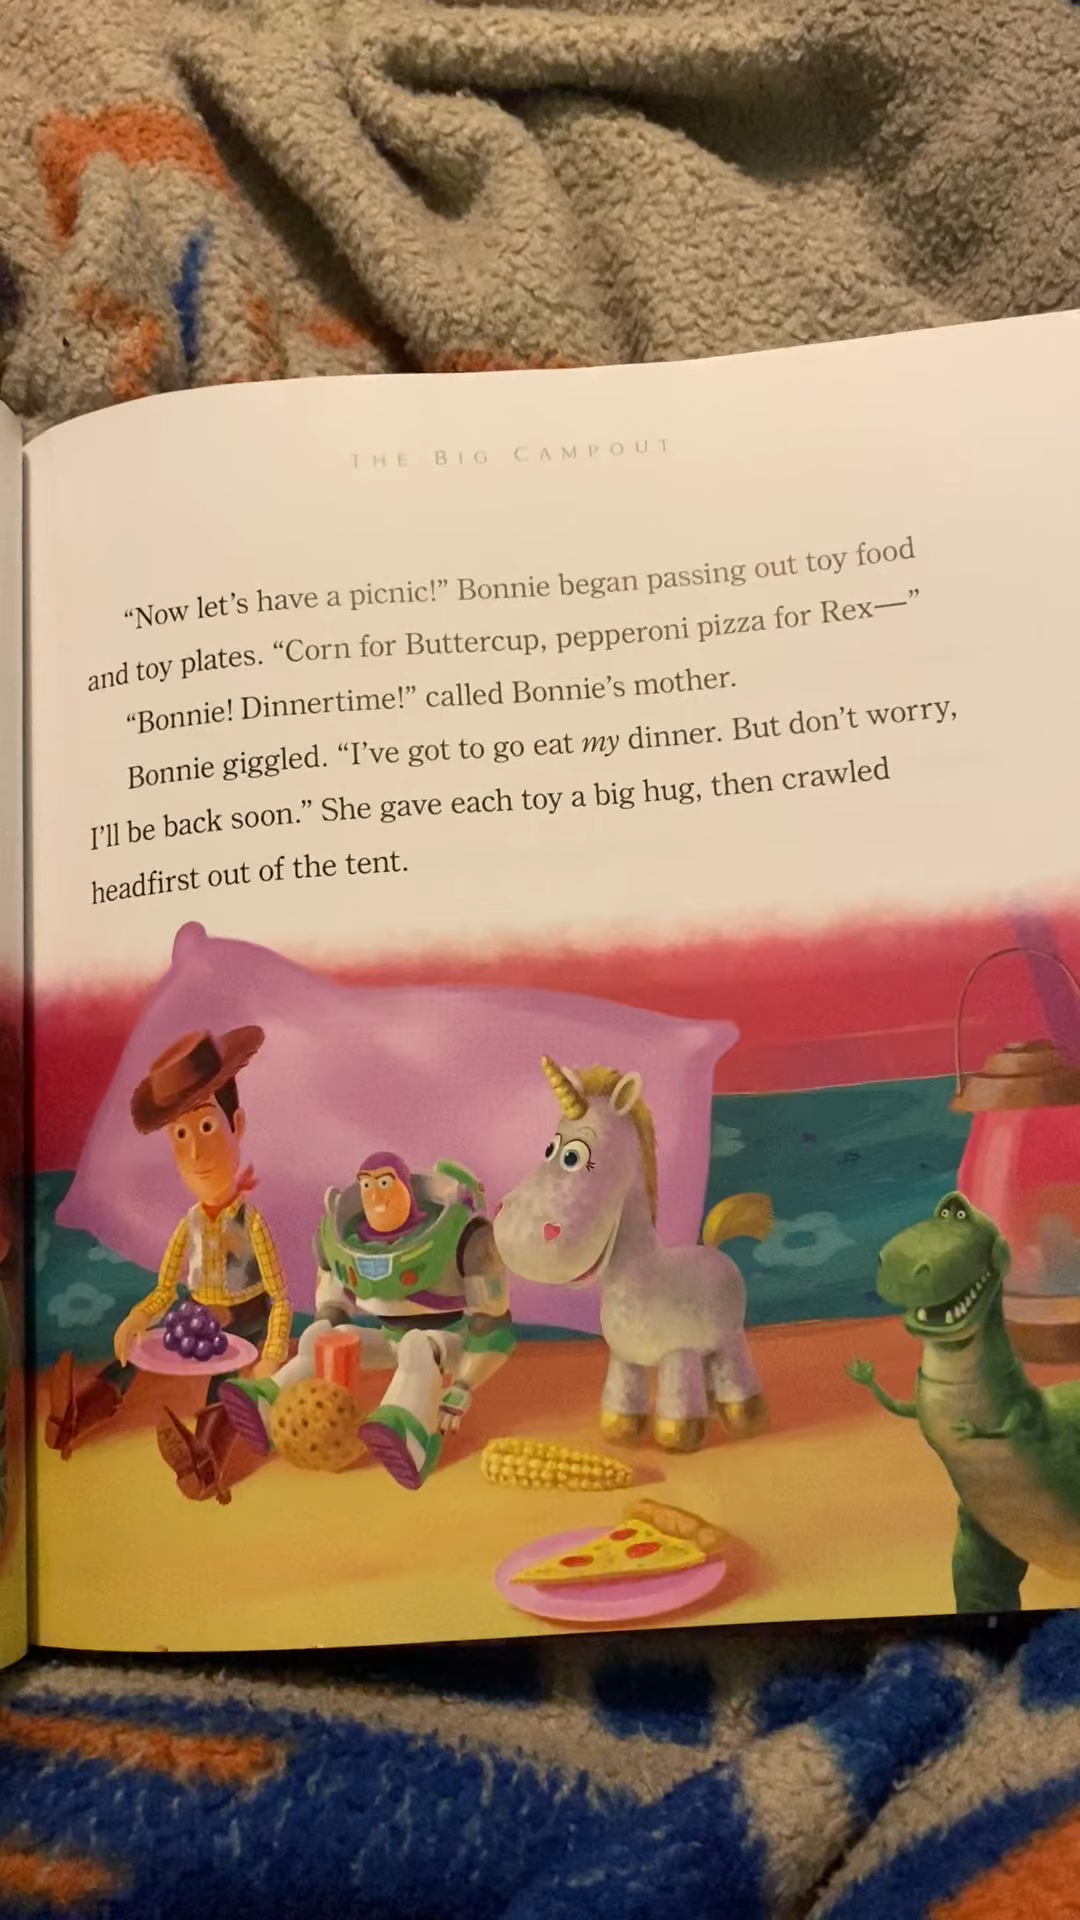 THE BIG CAMPOUT
“Now let’s have a picnic!” Bonnie began passing out toy food
and toy plates. “Corn for Buttercup, pepperoni pizza for Rex—”
“Bonnie! Dinnertime!” called Bonnie’s mother.
Bonnie giggled. “I’ve got to go eat my dinner. But don’t worry,
I’ll be back soon.” She gave each toy a big hug, then crawled
headfirst out of the tent.